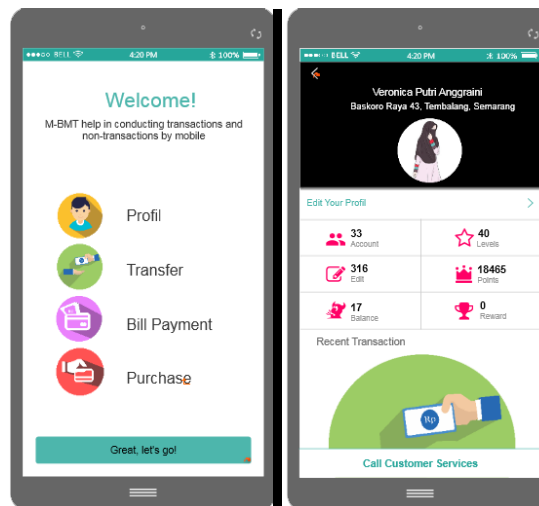 BELL
4:20 PM
100%
Welcome!
M-BMT help in conducting transactions and
non-transactions by mobile
Profil
Transfer
Bill Payment
Purchase
Great, let's go!
BELL
4:20 PM
100%
Veronica Putri Anggraini
Baskoro Raya 43, Tembalang, Semarang
Edit Your Profil
33
Account
40
Levels
316
Edit
18465
Points
17
Balance
0
Reward
Recent Transaction
Rp
Call Customer Services